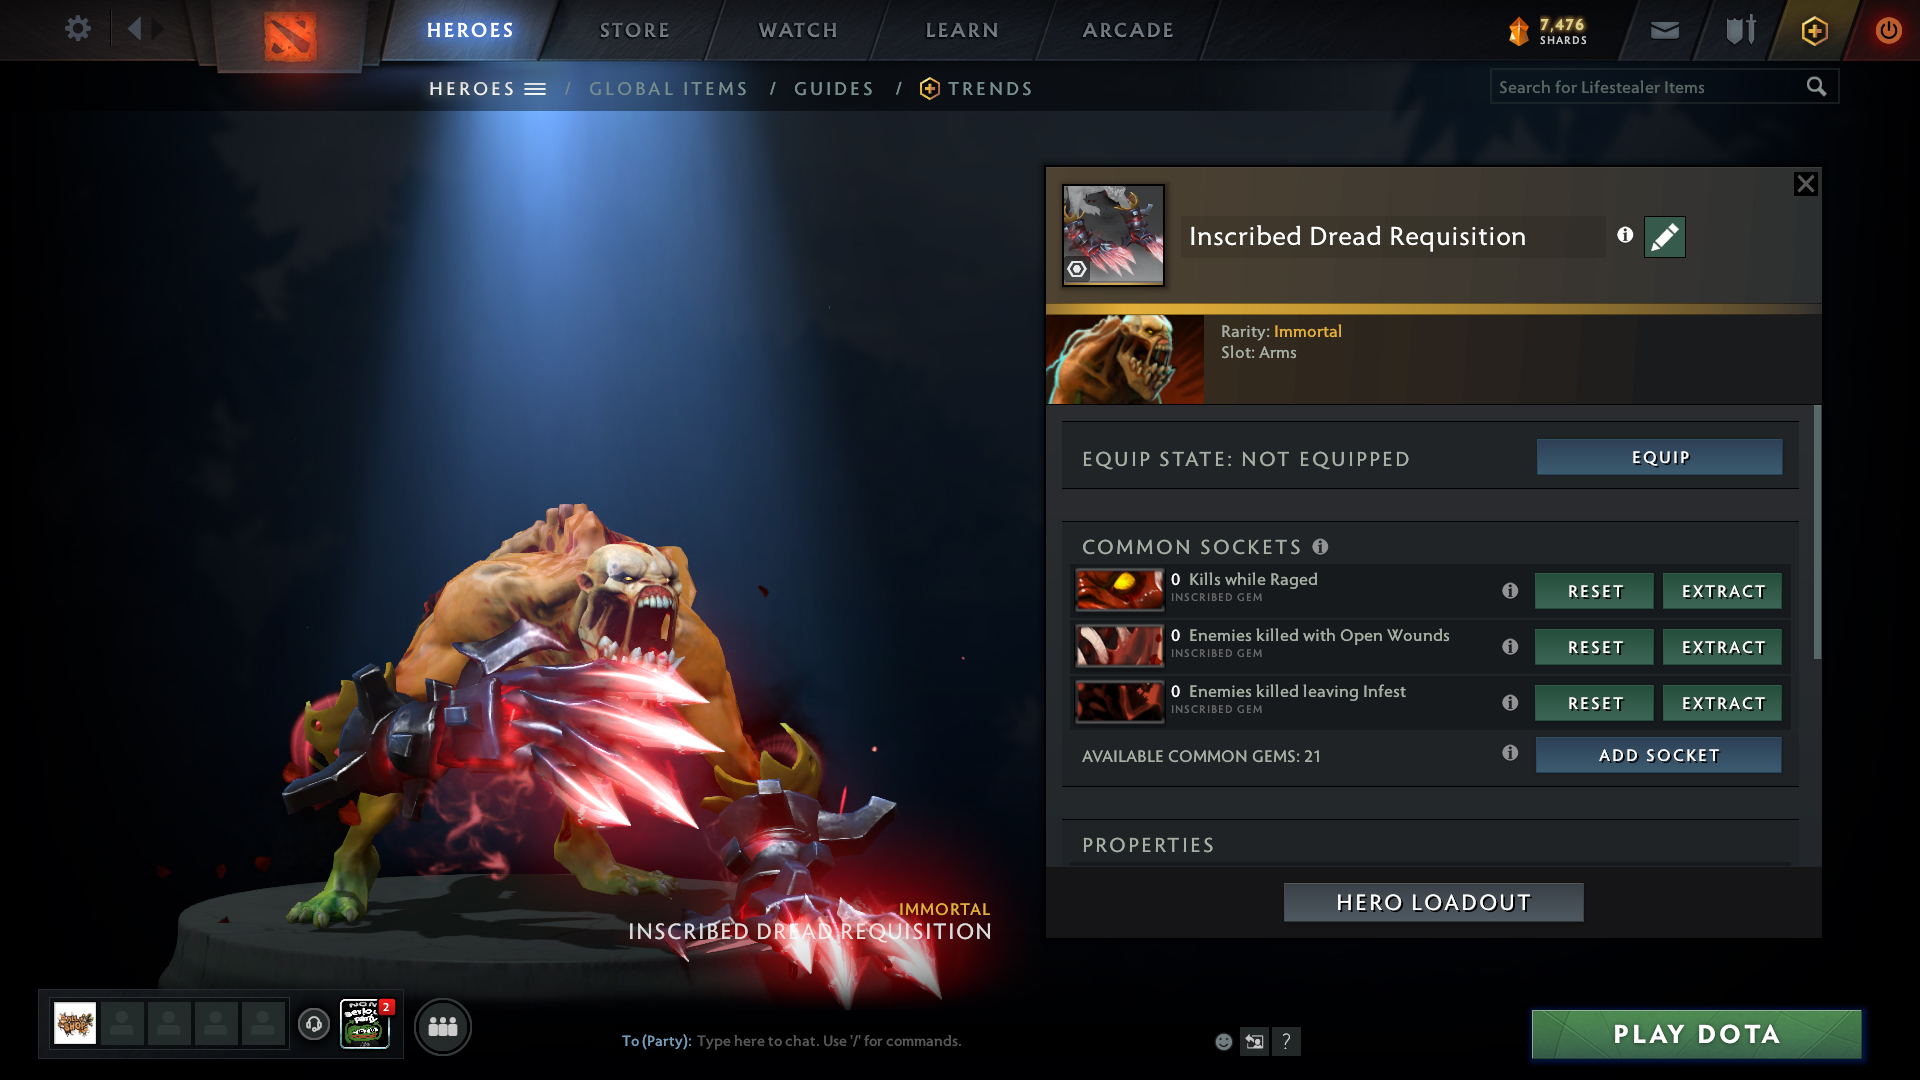 HEROES
STORE
WATCH
LEARN
ARCADE
7,476
SHARDS
HEROES / GLOBAL ITEMS / GUIDES / TRENDS
Search for Lifestealer Items
Inscribed Dread Requisition
Rarity: Immortal
Slot: Arms
EQUIP STATE: NOT EQUIPPED
EQUIP
COMMON SOCKETS
0 Kills while Raged
INSCRIBED GEM
RESET
EXTRACT
0 Enemies killed with Open Wounds
INSCRIBED GEM
RESET
EXTRACT
0 Enemies killed leaving Infest
INSCRIBED GEM
RESET
EXTRACT
AVAILABLE COMMON GEMS: 21
ADD SOCKET
PROPERTIES
HERO LOADOUT
IMMORTAL
INSCRIBED DREAD REQUISITION
2
To (Party): Type here to chat. Use '/' for commands.
?
PLAY DOTA